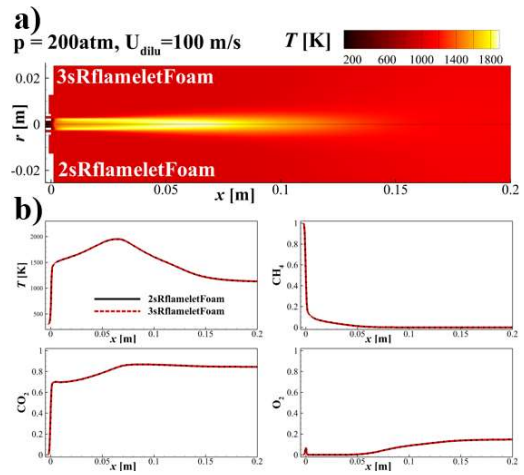 a)
p = 200atm, U_dilu=100 m/s
T [K]
200 600 1000 1400 1800
3sRflameletFoam
2sRflameletFoam
0.02
0
-0.02
r [m]
0 0.05 0.1 0.15 0.2
x [m]
b)
T [K]
2000
1500
1000
500
2sRflameletFoam
3sRflameletFoam
0 0.05 0.1 0.15 0.2
x [m]
CH4
1
0.8
0.6
0.4
0.2
0
0 0.05 0.1 0.15 0.2
x [m]
CO2
1
0.8
0.6
0.4
0.2
0
0 0.05 0.1 0.15 0.2
x [m]
O2
1
0.8
0.6
0.4
0.2
0
0 0.05 0.1 0.15 0.2
x [m]